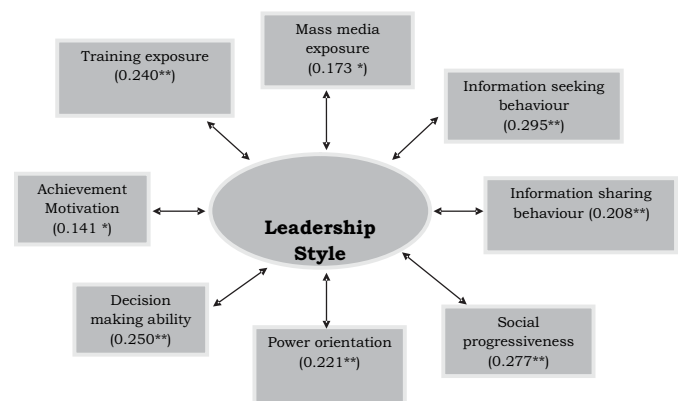 Mass media
exposure
(0.173 *)
Training exposure
(0.240**)
Information seeking
behaviour
(0.295**)
Achievement
Motivation
(0.141 *)
Information sharing
behaviour (0.208**)
Leadership
Style
Decision
making ability
(0.250**)
Power orientation
(0.221**)
Social
progressiveness
(0.277**)